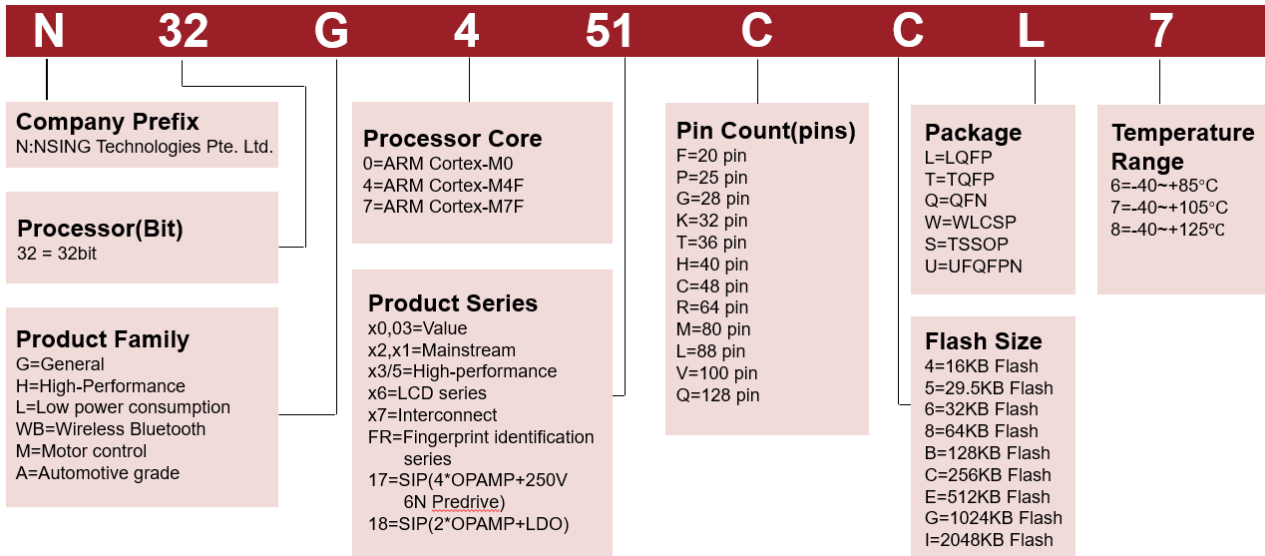 N 32 G 4 51 C C L 7
Company Prefix
N:NSING Technologies Pte. Ltd.
Processor(Bit)
32 = 32bit
Product Family
G=General
H=High-Performance
L=Low power consumption
WB=Wireless Bluetooth
M=Motor control
A=Automotive grade
Processor Core
0=ARM Cortex-M0
4=ARM Cortex-M4F
7=ARM Cortex-M7F
Product Series
x0,03=Value
x2,x1=Mainstream
x3/5=High-performance
x6=LCD series
x7=Interconnect
FR=Fingerprint identification
series
17=SIP(4*OPAMP+250V
6N Predrive)
18=SIP(2*OPAMP+LDO)
Pin Count(pins)
F=20 pin
P=25 pin
G=28 pin
K=32 pin
T=36 pin
H=40 pin
C=48 pin
R=64 pin
M=80 pin
L=88 pin
V=100 pin
Q=128 pin
Package
L=LQFP
T=TQFP
Q=QFN
W=WLCSP
S=TSSOP
U=UFQFPN
Flash Size
4=16KB Flash
5=29.5KB Flash
6=32KB Flash
8=64KB Flash
B=128KB Flash
C=256KB Flash
E=512KB Flash
G=1024KB Flash
I=2048KB Flash
Temperature
Range
6=-40~+85°C
7=-40~+105°C
8=-40~+125℃